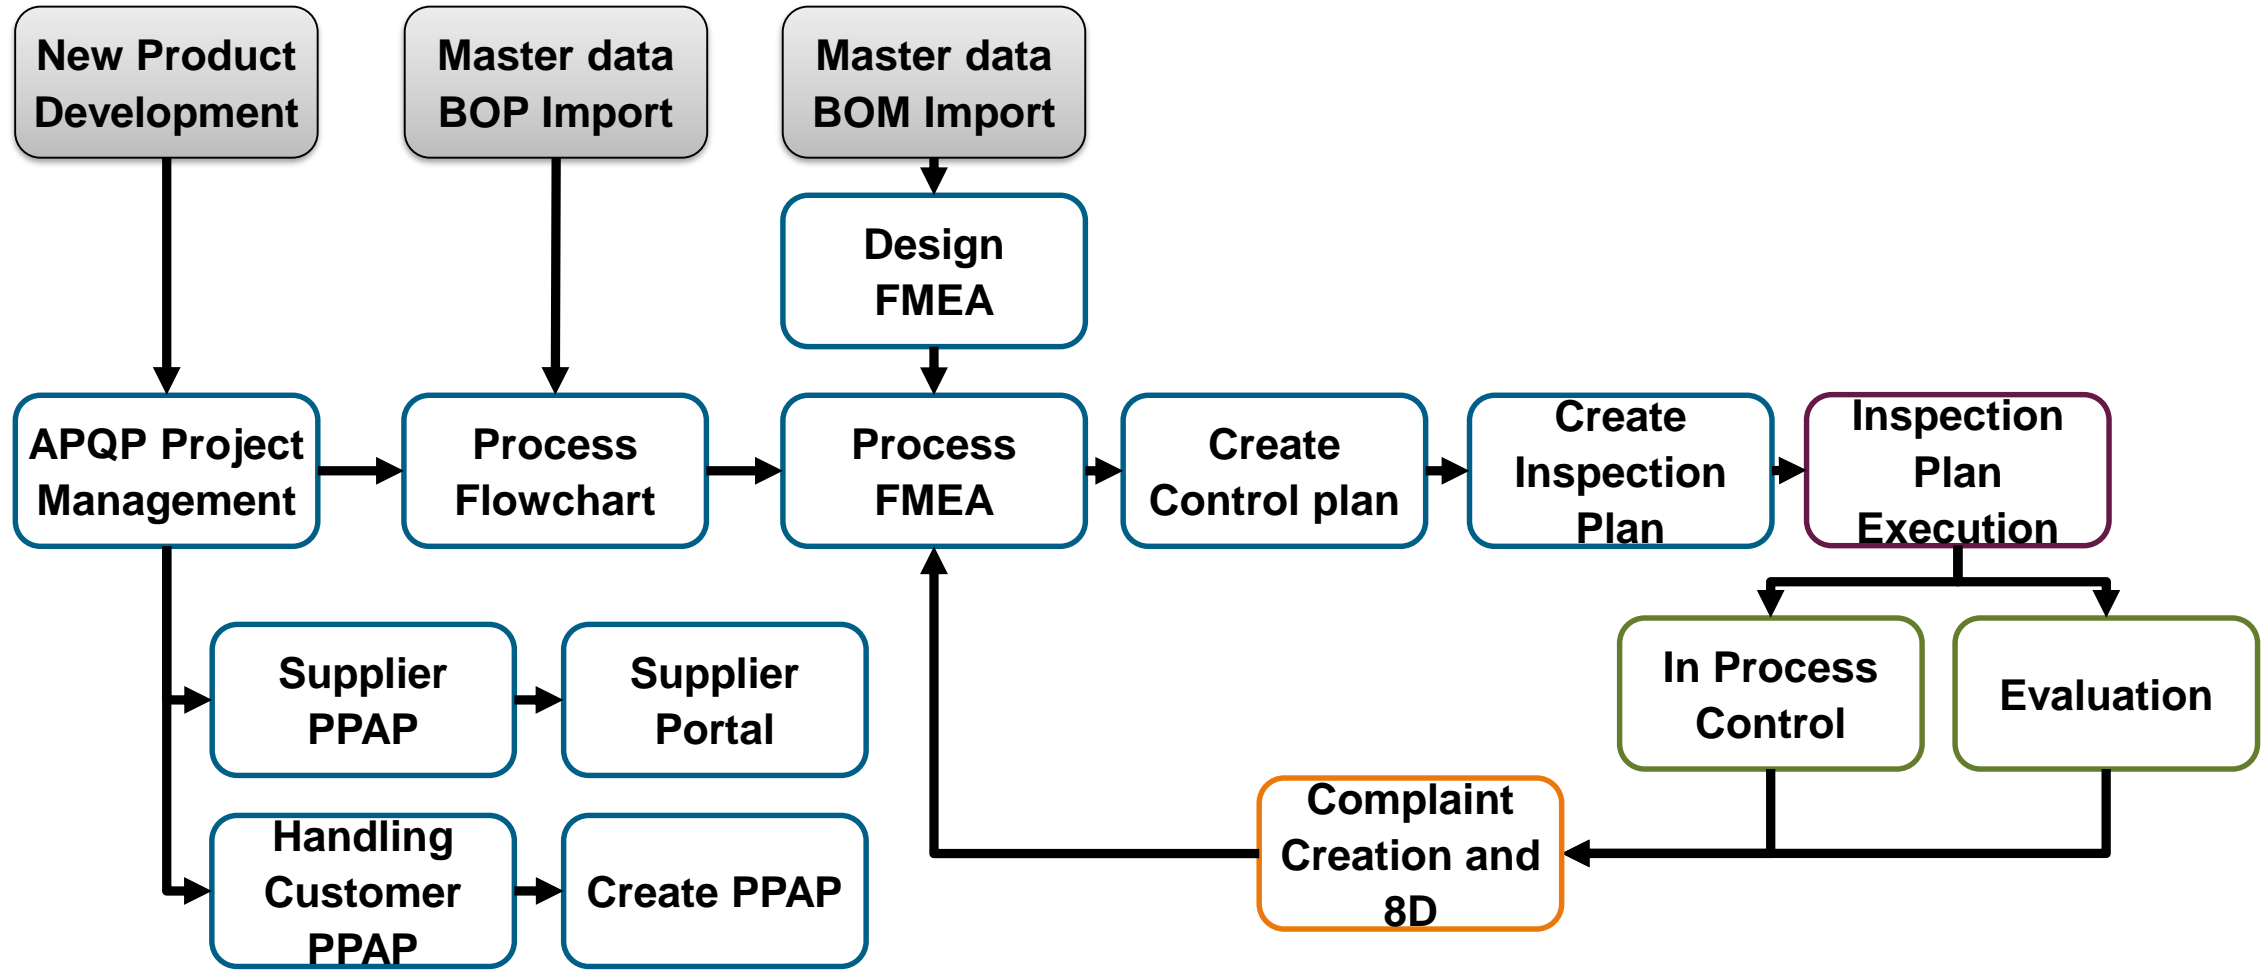 New Product
Development
Master data
BOP Import
Master data
BOM Import
Design
FMEA
APQP Project
Management
Process
Flowchart
Process
FMEA
Create
Control plan
Create
Inspection
Plan
Inspection
Plan
Execution
Supplier
PPAP
Supplier
Portal
In Process
Control
Evaluation
Handling
Customer
PPAP
Create PPAP
Complaint
Creation and
8D